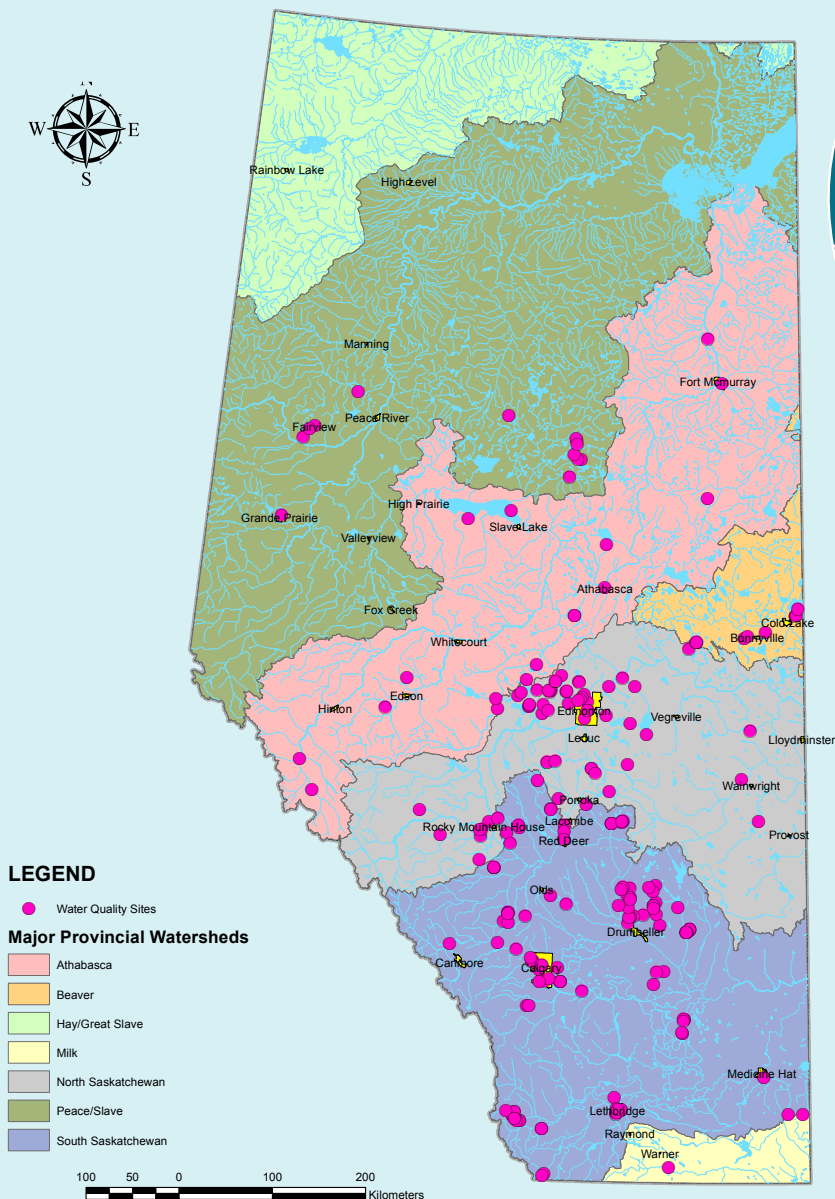 N
W
E
S
Rainbow Lake
High Level
Manning
Fort Mcmurray
Peace River
Fairview
High Prairie
Grande Prairie
Slave Lake
Valleyview
Athabasca
Fox Creek
Cold Lake
Bonnyville
Whitecourt
Edson
Hinton
Edmonton
Vegreville
Leduc
Lloydminster
Wainwright
Ponoka
Lacombe
Rocky Mountain House
Red Deer
Provost
LEGEND
Olds
Water Quality Sites
Drumheller
Major Provincial Watersheds
Canmore
Calgary
Athabasca
Beaver
Hay/Great Slave
Milk
Medicine Hat
North Saskatchewan
Lethbridge
Peace/Slave
Raymond
South Saskatchewan
Warner
100 50 0 100 200
Kilometers